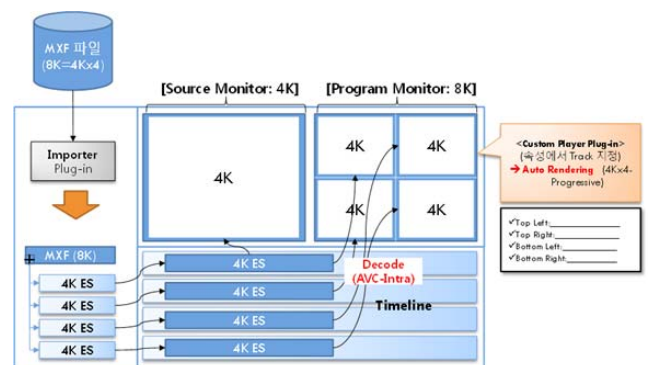 MXF 파일
(8K=4Kx4)
[Source Monitor: 4K]
[Program Monitor: 8K]
4K
4K
4K
4K
4K
Importer
Plug-in
<Custom Player Plug-in>
(속성에서 Track 지정)
→ Auto Rendering (4Kx4-
Progressive)
✓Top Left:
✓Top Right:
✓Bottom Left:
✓Bottom Right:
MXF (8K)
4K ES
4K ES
4K ES
4K ES
4K ES
4K ES
4K ES
4K ES
Decode
(AVC-Intra)
Timeline